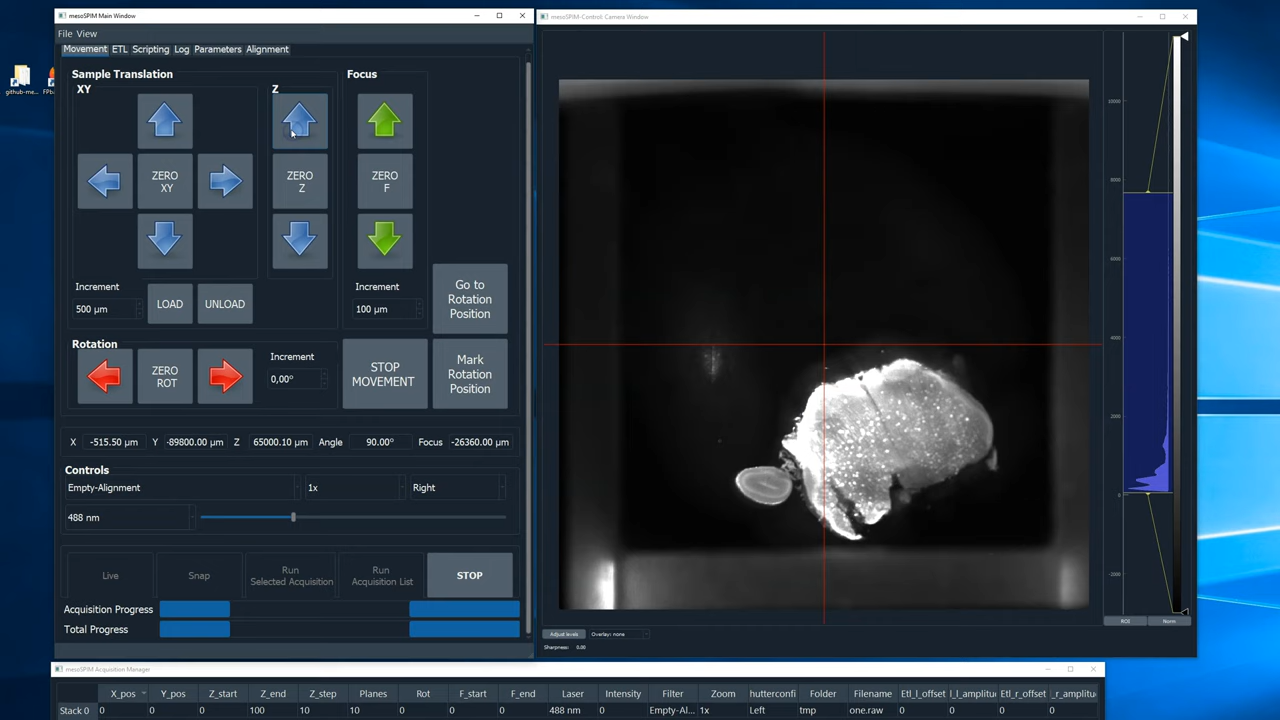 mesoSPIM Main Window
File View
Movement ETL Scripting Log Parameters Alignment
Sample Translation
XY
Z
Focus
ZERO XY
ZERO Z
ZERO F
Increment
500 µm
LOAD
UNLOAD
Increment
100 µm
Go to Rotation Position
Rotation
ZERO ROT
Increment
0,00°
STOP MOVEMENT
Mark Rotation Position
X -515.50 µm Y -89800.00 µm Z 65000.10 µm Angle 90.00° Focus -26360.00 µm
Controls
Empty-Alignment 1x Right
488 nm
Live
Snap
Run Selected Acquisition
Run Acquisition List
STOP
Acquisition Progress
Total Progress
mesoSPIM-Control: Camera Window
10000
8000
6000
4000
2000
0
-2000
ROI
Norm
Adjust levels
Overlay: none
Sharpness: 0.00
github-me...
mesoSPIM Acquisition Manager
X_pos Y_pos Z_start Z_end Z_step Planes Rot F_start F_end Laser Intensity Filter Zoom hutterconfi Folder Filename Etl_l_offset l_l_amplitu Etl_r_offset _r_amplitu
Stack 0 0 0 0 100 10 10 0 0 0 488 nm 0 Empty-Al... 1x Left tmp one.raw 0 0 0 0